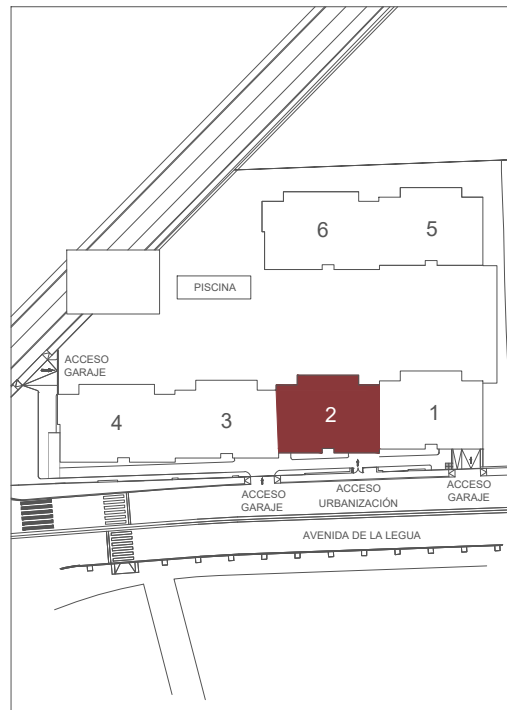 6
5
PISCINA
ACCESO
GARAJE
4
3
2
1
ACCESO
GARAJE
ACCESO
URBANIZACIÓN
ACCESO
GARAJE
AVENIDA DE LA LEGUA